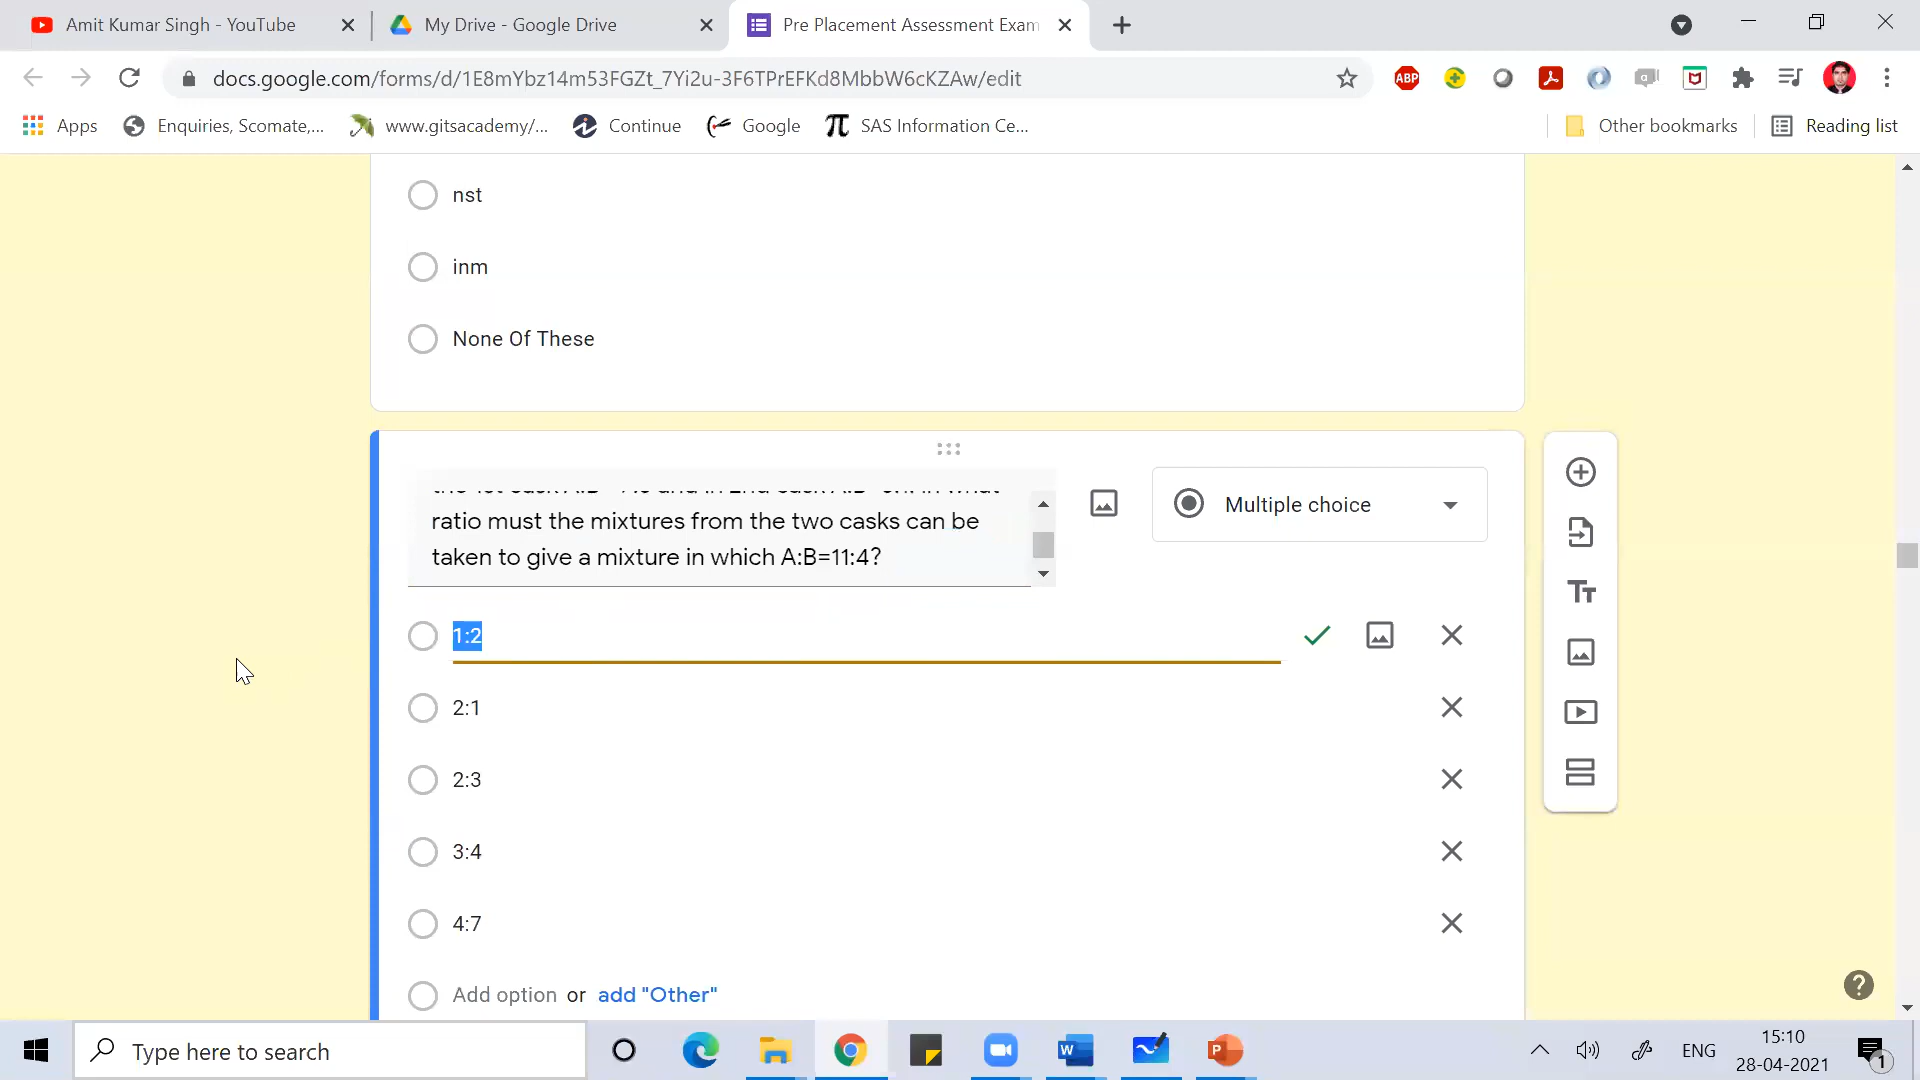 Amit Kumar Singh - YouTube
My Drive - Google Drive
Pre Placement Assessment Exam
docs.google.com/forms/d/1E8mYbz14m53FGZt_7Yi2u-3F6TPrEFKd8MbbW6cKZAw/edit
ABP
Apps
Enquiries, Scomate,...
www.gitsacademy/...
Continue
Google
SAS Information Ce...
Other bookmarks
Reading list
nst
inm
None Of These
ratio must the mixtures from the two casks can be
taken to give a mixture in which A:B=11:4?
Multiple choice
1:2
2:1
2:3
3:4
4:7
Add option or add "Other"
Type here to search
ENG
15:10
28-04-2021
1